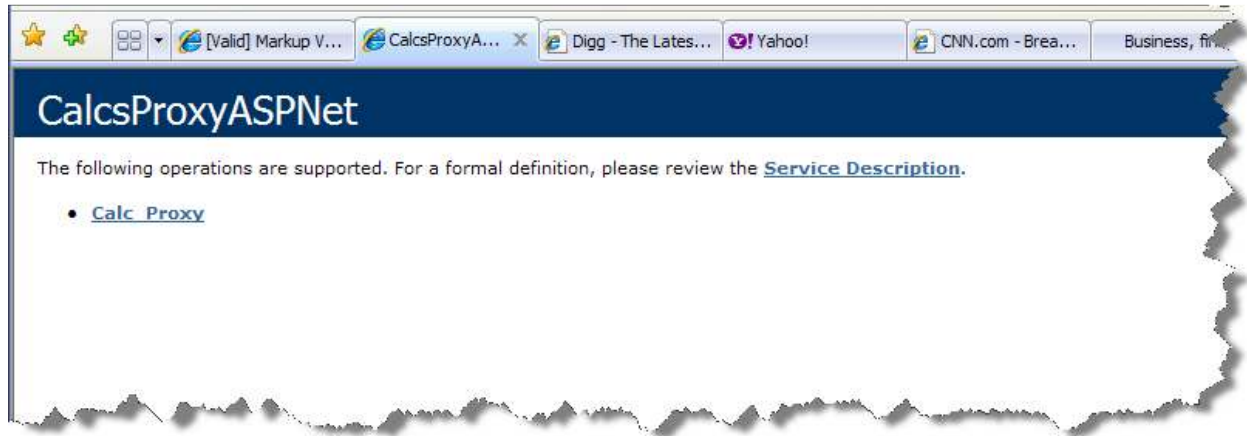 [Valid] Markup V... CalcsProxyA... Digg - The Lates... Yahoo! CNN.com - Brea... Business,
CalcsProxyASPNet
The following operations are supported. For a formal definition, please review the Service Description.
• Calc_Proxy